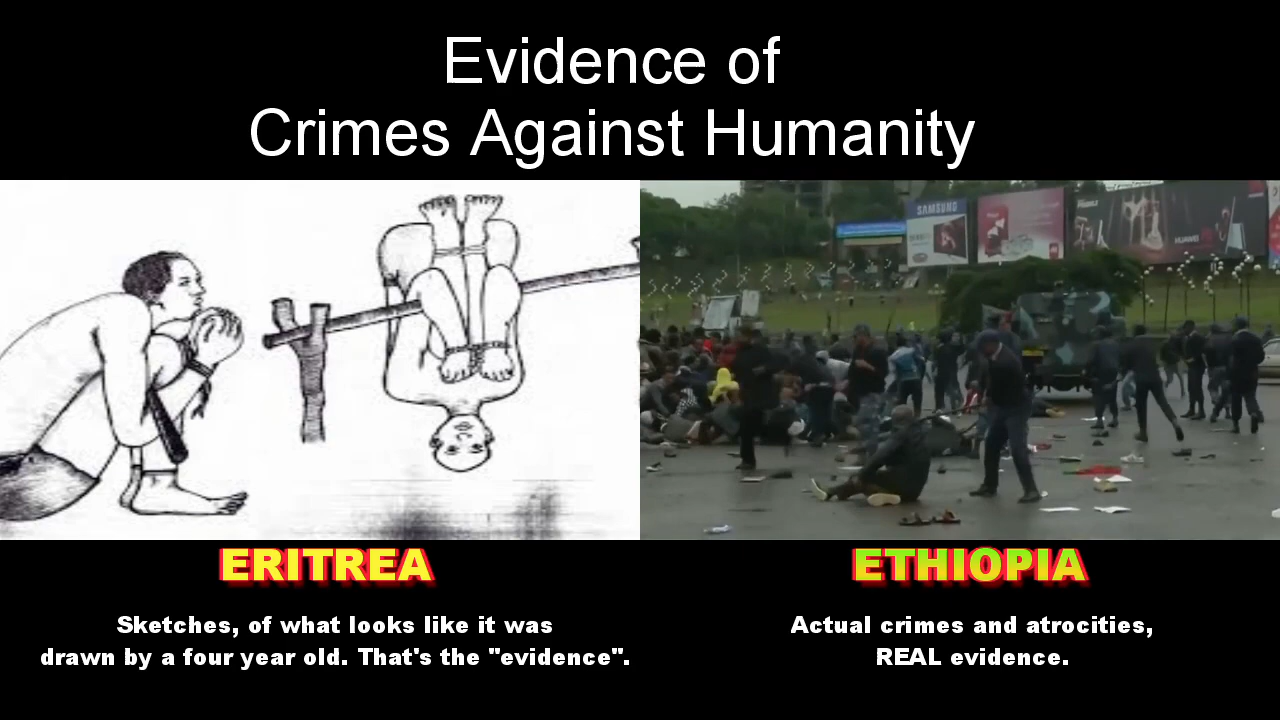 Evidence of
Crimes Against Humanity
SAMSUNG
HUAWEI
ERITREA
ETHIOPIA
Sketches, of what looks like it was
drawn by a four year old. That's the "evidence".
Actual crimes and atrocities,
REAL evidence.